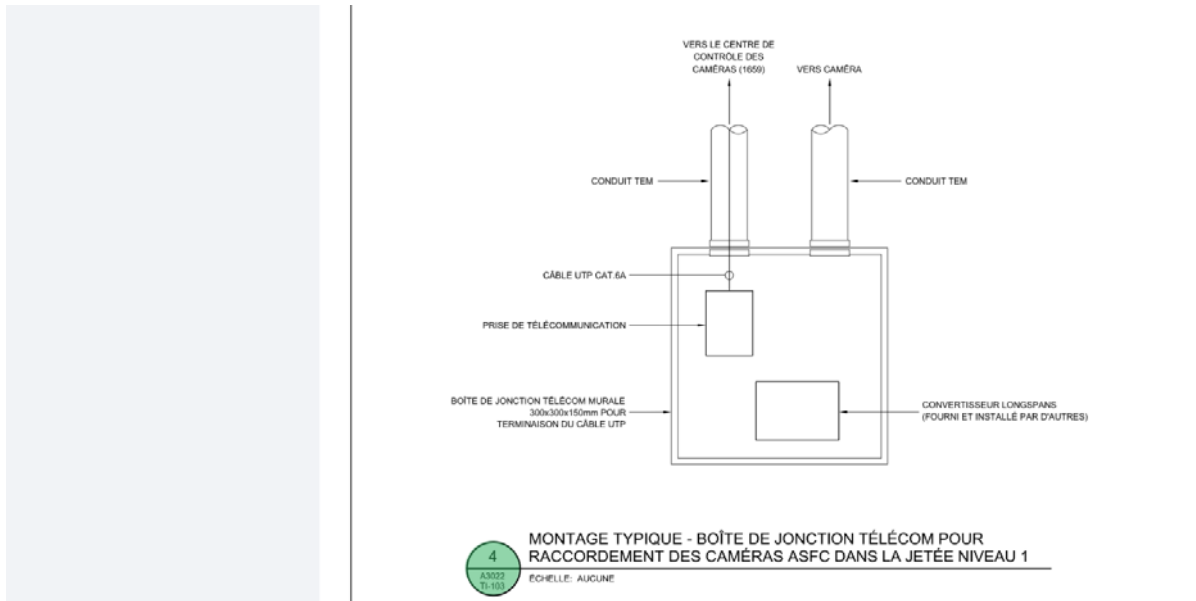 VERS LE CENTRE DE
CONTRÔLE DES
CAMÉRAS (1659)
VERS CAMÉRA
CONDUIT TEM
CONDUIT TEM
CÂBLE UTP CAT.6A
PRISE DE TÉLÉCOMMUNICATION
BOÎTE DE JONCTION TÉLÉCOM MURALE
300x300x150mm POUR
TERMINAISON DU CÂBLE UTP
CONVERTISSEUR LONGSPANS
(FOURNI ET INSTALLÉ PAR D'AUTRES)
4
A3022
TI-103
MONTAGE TYPIQUE - BOÎTE DE JONCTION TÉLÉCOM POUR
RACCORDEMENT DES CAMÉRAS ASFC DANS LA JETÉE NIVEAU 1
ÉCHELLE: AUCUNE